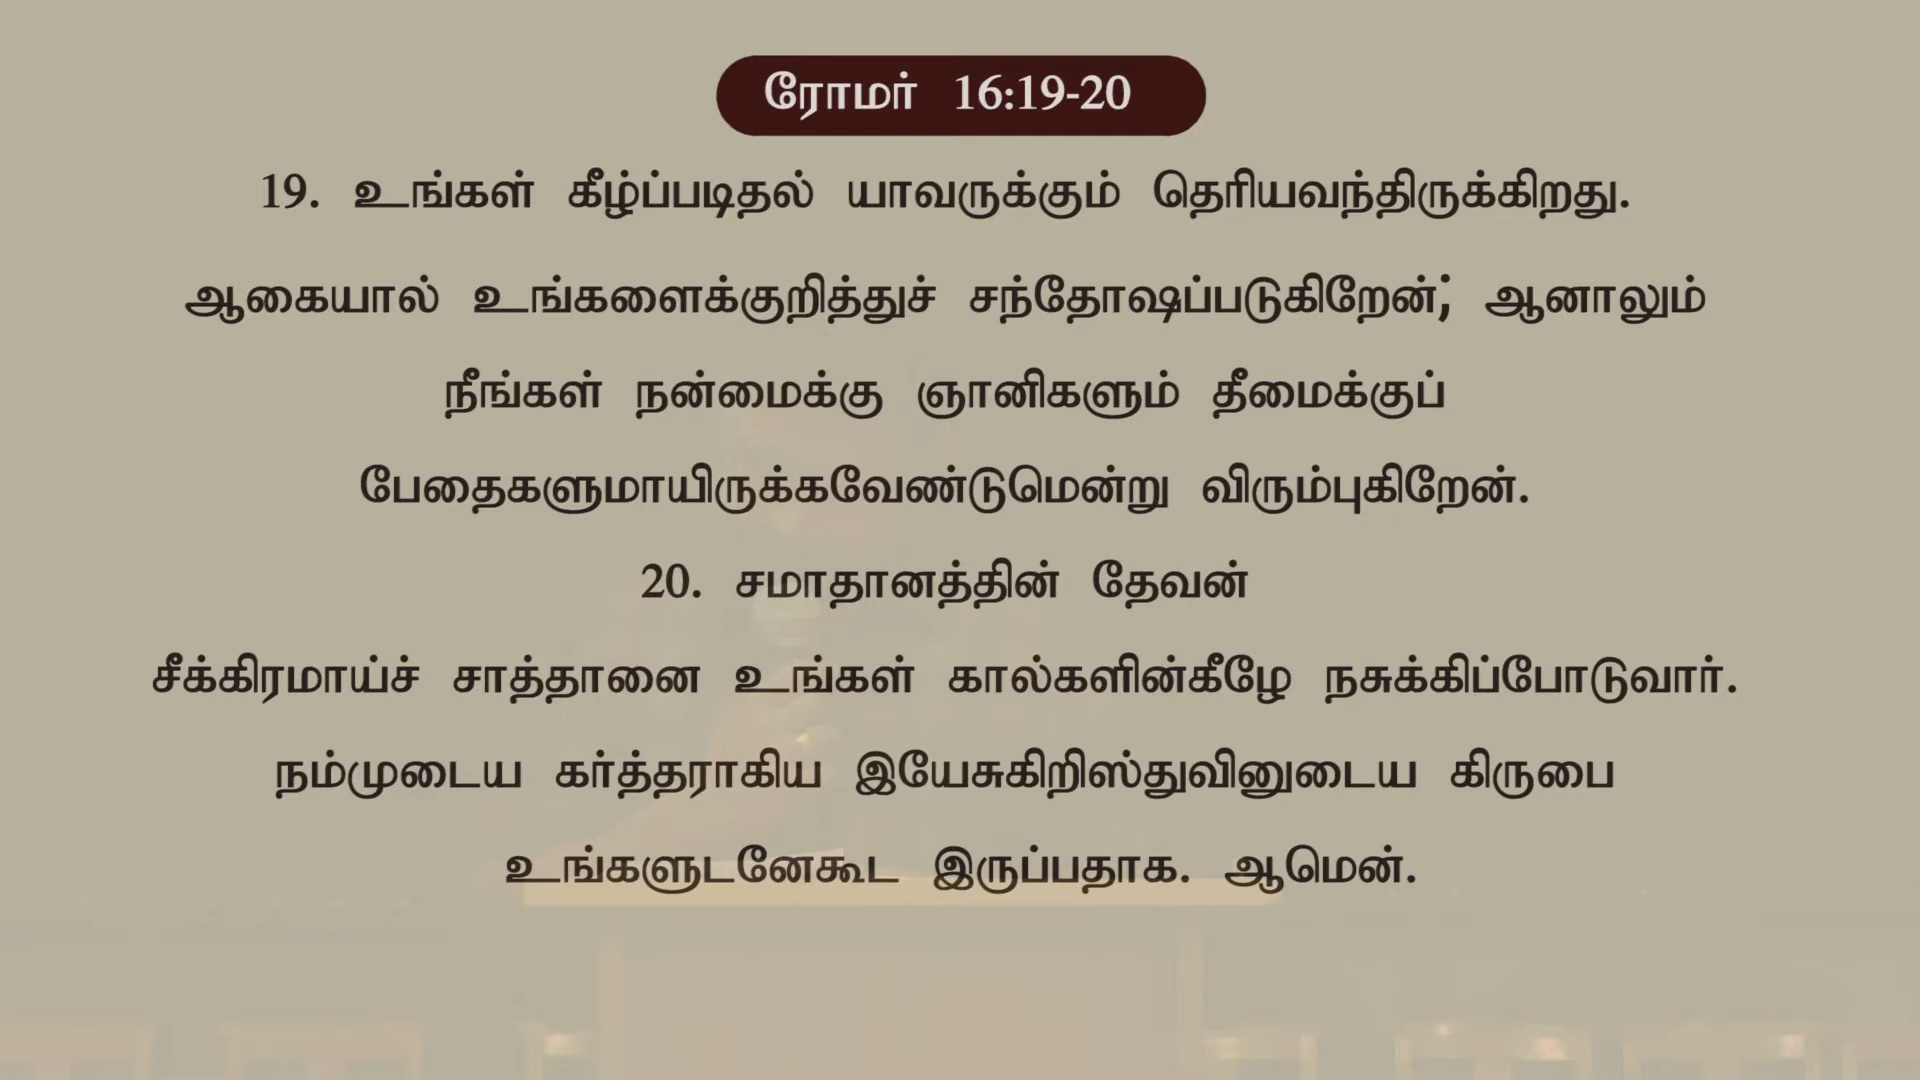 ரோமர் 16:19-20
19. உங்கள் கீழ்ப்படிதல் யாவருக்கும் தெரியவந்திருக்கிறது.
ஆகையால் உங்களைக்குறித்துச் சந்தோஷப்படுகிறேன்; ஆனாலும்
நீங்கள் நன்மைக்கு ஞானிகளும் தீமைக்குப்
பேதைகளுமாயிருக்கவேண்டுமென்று விரும்புகிறேன்.
20. சமாதானத்தின் தேவன்
சீக்கிரமாய்ச் சாத்தானை உங்கள் கால்களின்கீழே நசுக்கிப்போடுவார்.
நம்முடைய கர்த்தராகிய இயேசுகிறிஸ்துவினுடைய கிருபை
உங்களுடனேகூட இருப்பதாக. ஆமென்.